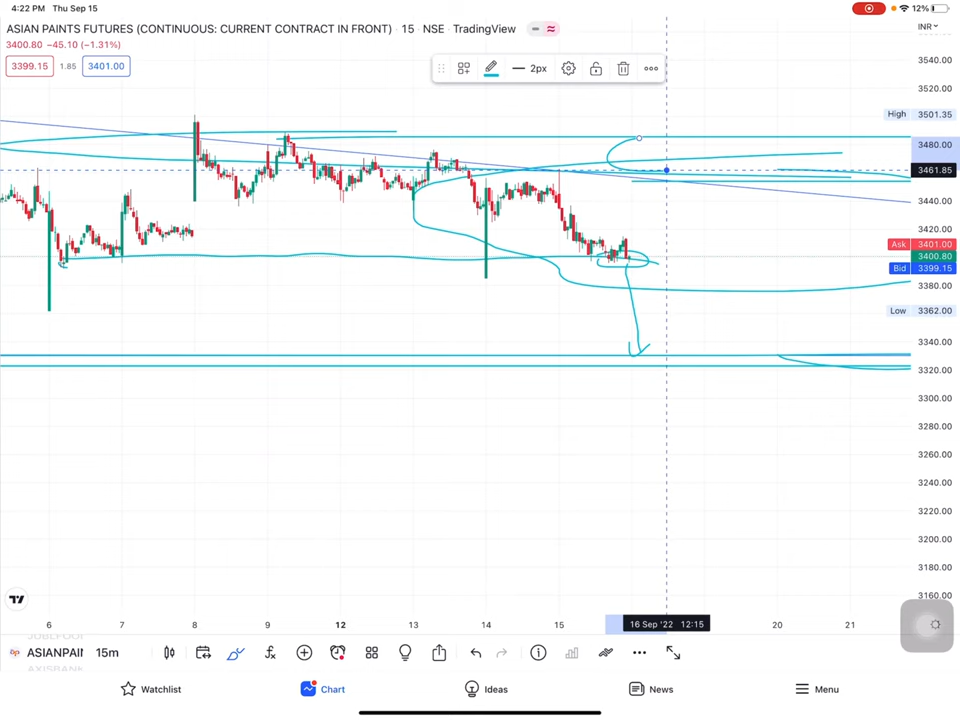 4:22 PM Thu Sep 15
12%
ASIAN PAINTS FUTURES (CONTINUOUS: CURRENT CONTRACT IN FRONT) · 15 · NSE · TradingView
INR
3400.80 −45.10 (−1.31%)
3399.15 1.85 3401.00
2px
3540.00
3520.00
High 3501.35
3480.00
3461.85
3440.00
3420.00
Ask 3401.00
3400.80
Bid 3399.15
3380.00
Low 3362.00
3340.00
3320.00
3300.00
3280.00
3260.00
3240.00
3220.00
3200.00
3180.00
3160.00
6 7 8 9 12 13 14 15 16 Sep '22 12:15 20 21
ASIANPAIN 15m
Watchlist Chart Ideas News Menu